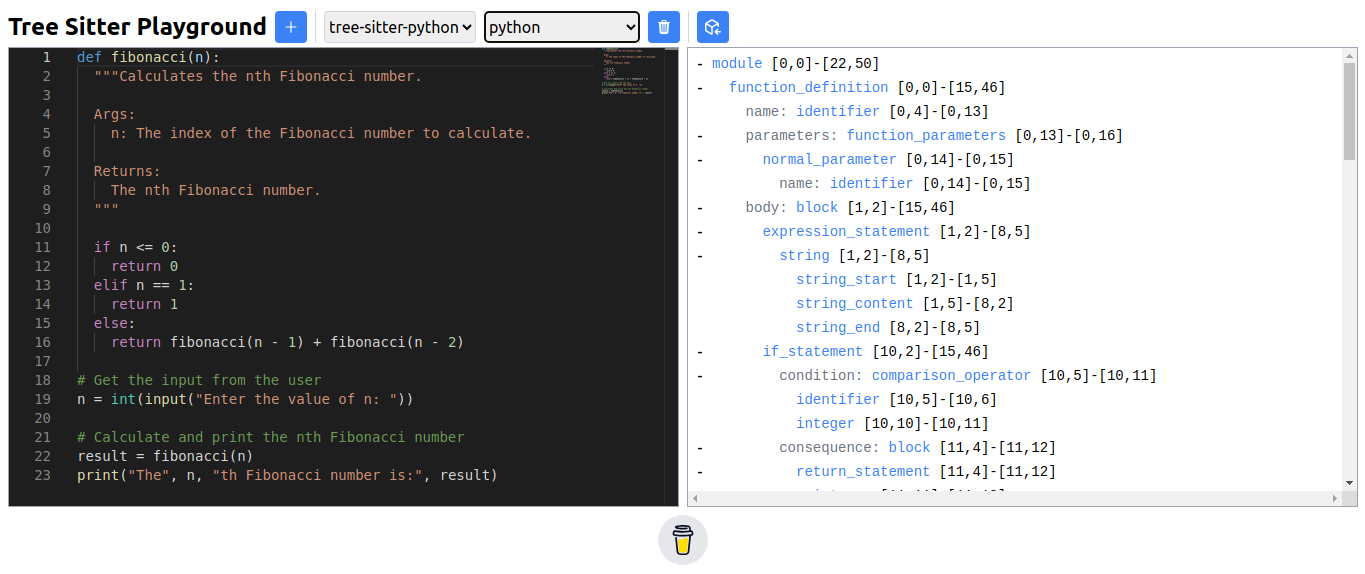 Tree Sitter Playground + tree-sitter-python python
1 def fibonacci(n):
2 """Calculates the nth Fibonacci number.
3
4 Args:
5 n: The index of the Fibonacci number to calculate.
6
7 Returns:
8 The nth Fibonacci number.
9 """
10
11 if n <= 0:
12 return 0
13 elif n == 1:
14 return 1
15 else:
16 return fibonacci(n - 1) + fibonacci(n - 2)
17
18 # Get the input from the user
19 n = int(input("Enter the value of n: "))
20
21 # Calculate and print the nth Fibonacci number
22 result = fibonacci(n)
23 print("The", n, "th Fibonacci number is:", result)
- module [0,0]-[22,50]
- function_definition [0,0]-[15,46]
name: identifier [0,4]-[0,13]
- parameters: function_parameters [0,13]-[0,16]
- normal_parameter [0,14]-[0,15]
name: identifier [0,14]-[0,15]
- body: block [1,2]-[15,46]
- expression_statement [1,2]-[8,5]
- string [1,2]-[8,5]
string_start [1,2]-[1,5]
string_content [1,5]-[8,2]
string_end [8,2]-[8,5]
- if_statement [10,2]-[15,46]
- condition: comparison_operator [10,5]-[10,11]
identifier [10,5]-[10,6]
integer [10,10]-[10,11]
- consequence: block [11,4]-[11,12]
- return_statement [11,4]-[11,12]